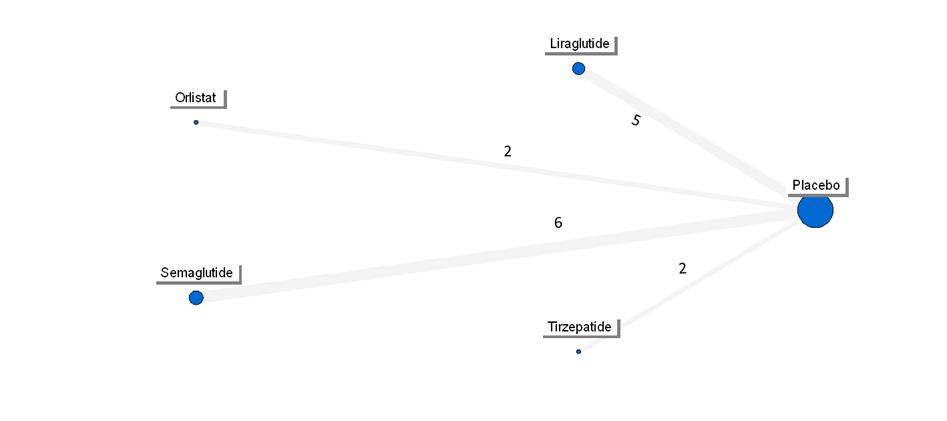 Liraglutide
Orlistat
5
2
Placebo
6
Semaglutide
2
Tirzepatide